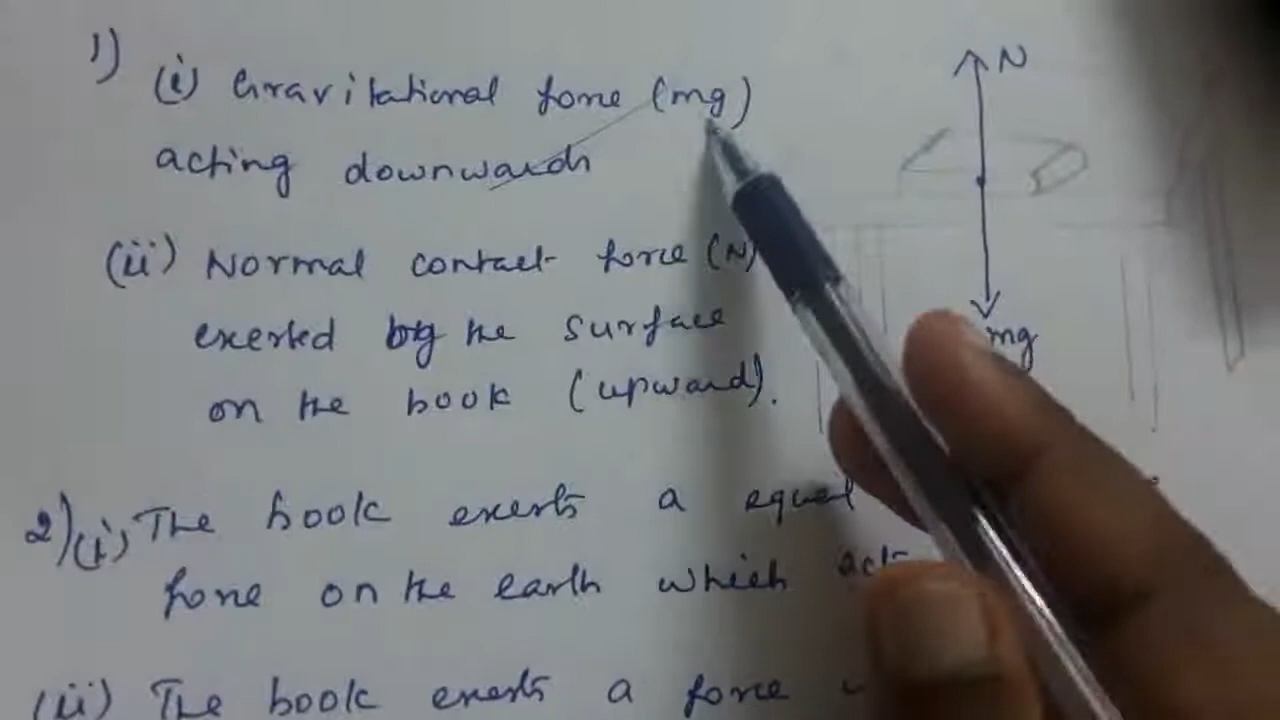 1) (i) Gravitational force (mg)
acting downwards
(ii) Normal contact force (N)
exerted by the surface
on the book (upward).
2) (i) The book exerts a equal
force on the earth which acts
(ii) The book exerts a force
N
mg